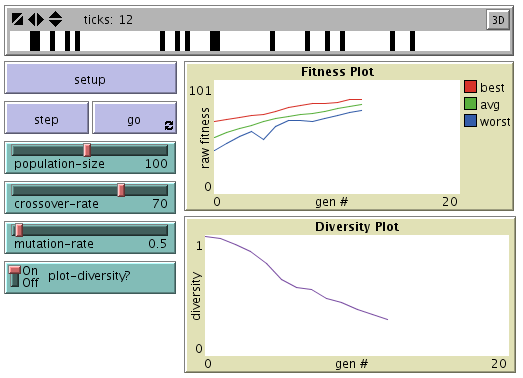 ticks: 12
3D
setup
step
go
population-size 100
crossover-rate 70
mutation-rate 0.5
On
Off
plot-diversity?
Fitness Plot
101
raw fitness
0
0
gen #
20
best
avg
worst
Diversity Plot
1
diversity
0
0
gen #
20